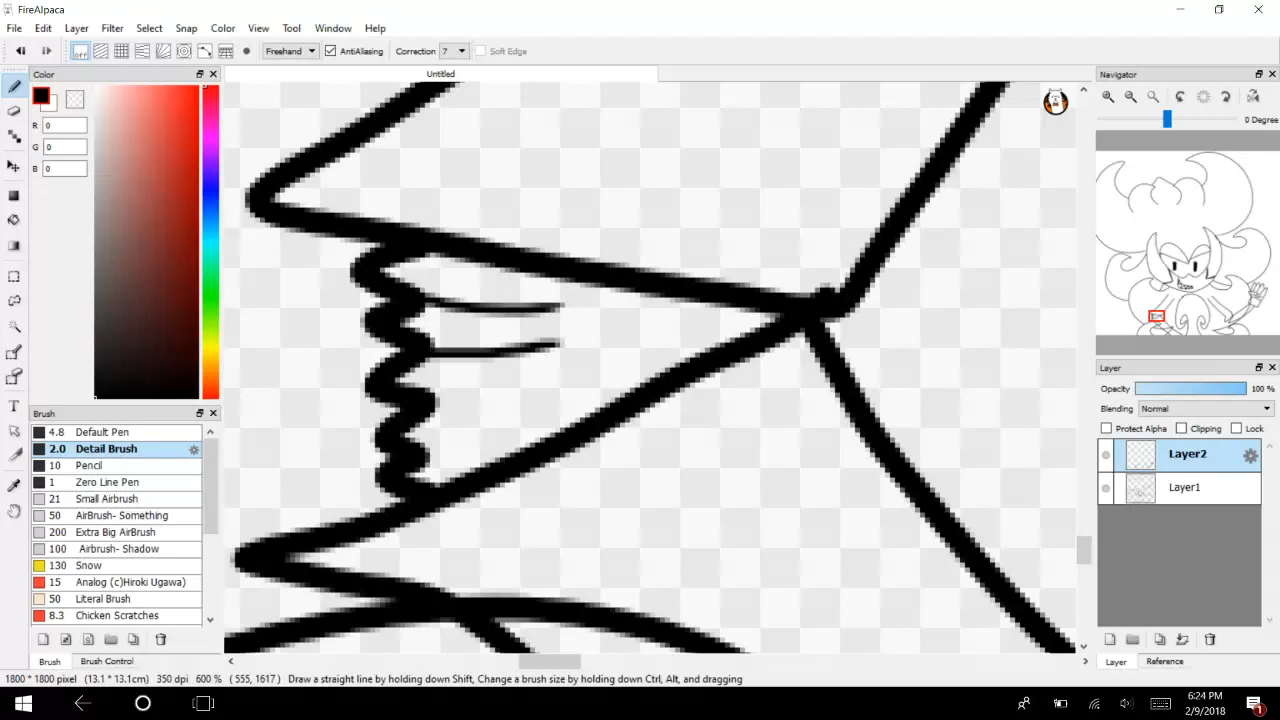 FireAlpaca
File Edit Layer Filter Select Snap Color View Tool Window Help
off Freehand AntiAliasing Correction 7 Soft Edge
Color Untitled Navigator
R 0
G 0
B 0
0 Degree
Brush
4.8 Default Pen
2.0 Detail Brush
10 Pencil
1 Zero Line Pen
21 Small Airbrush
50 AirBrush- Something
200 Extra Big AirBrush
100 Airbrush- Shadow
130 Snow
15 Analog (c)Hiroki Ugawa)
50 Literal Brush
8.3 Chicken Scratches
Brush Brush Control
Layer
Opacity 100 %
Blending Normal
Protect Alpha Clipping Lock
Layer2
Layer1
Layer Reference
1800 * 1800 pixel (13.1 * 13.1cm) 350 dpi 600 % ( 555, 1617 ) Draw a straight line by holding down Shift, Change a brush size by holding down Ctrl, Alt, and dragging
6:24 PM
2/9/2018
1